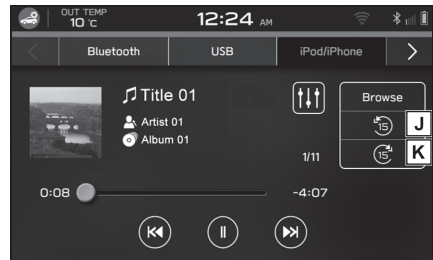 OUT TEMP
10 °C
12:24 AM
Bluetooth
USB
iPod/iPhone
Title 01
Artist 01
Album 01
Browse
15
J
15
K
1/11
0:08
-4:07